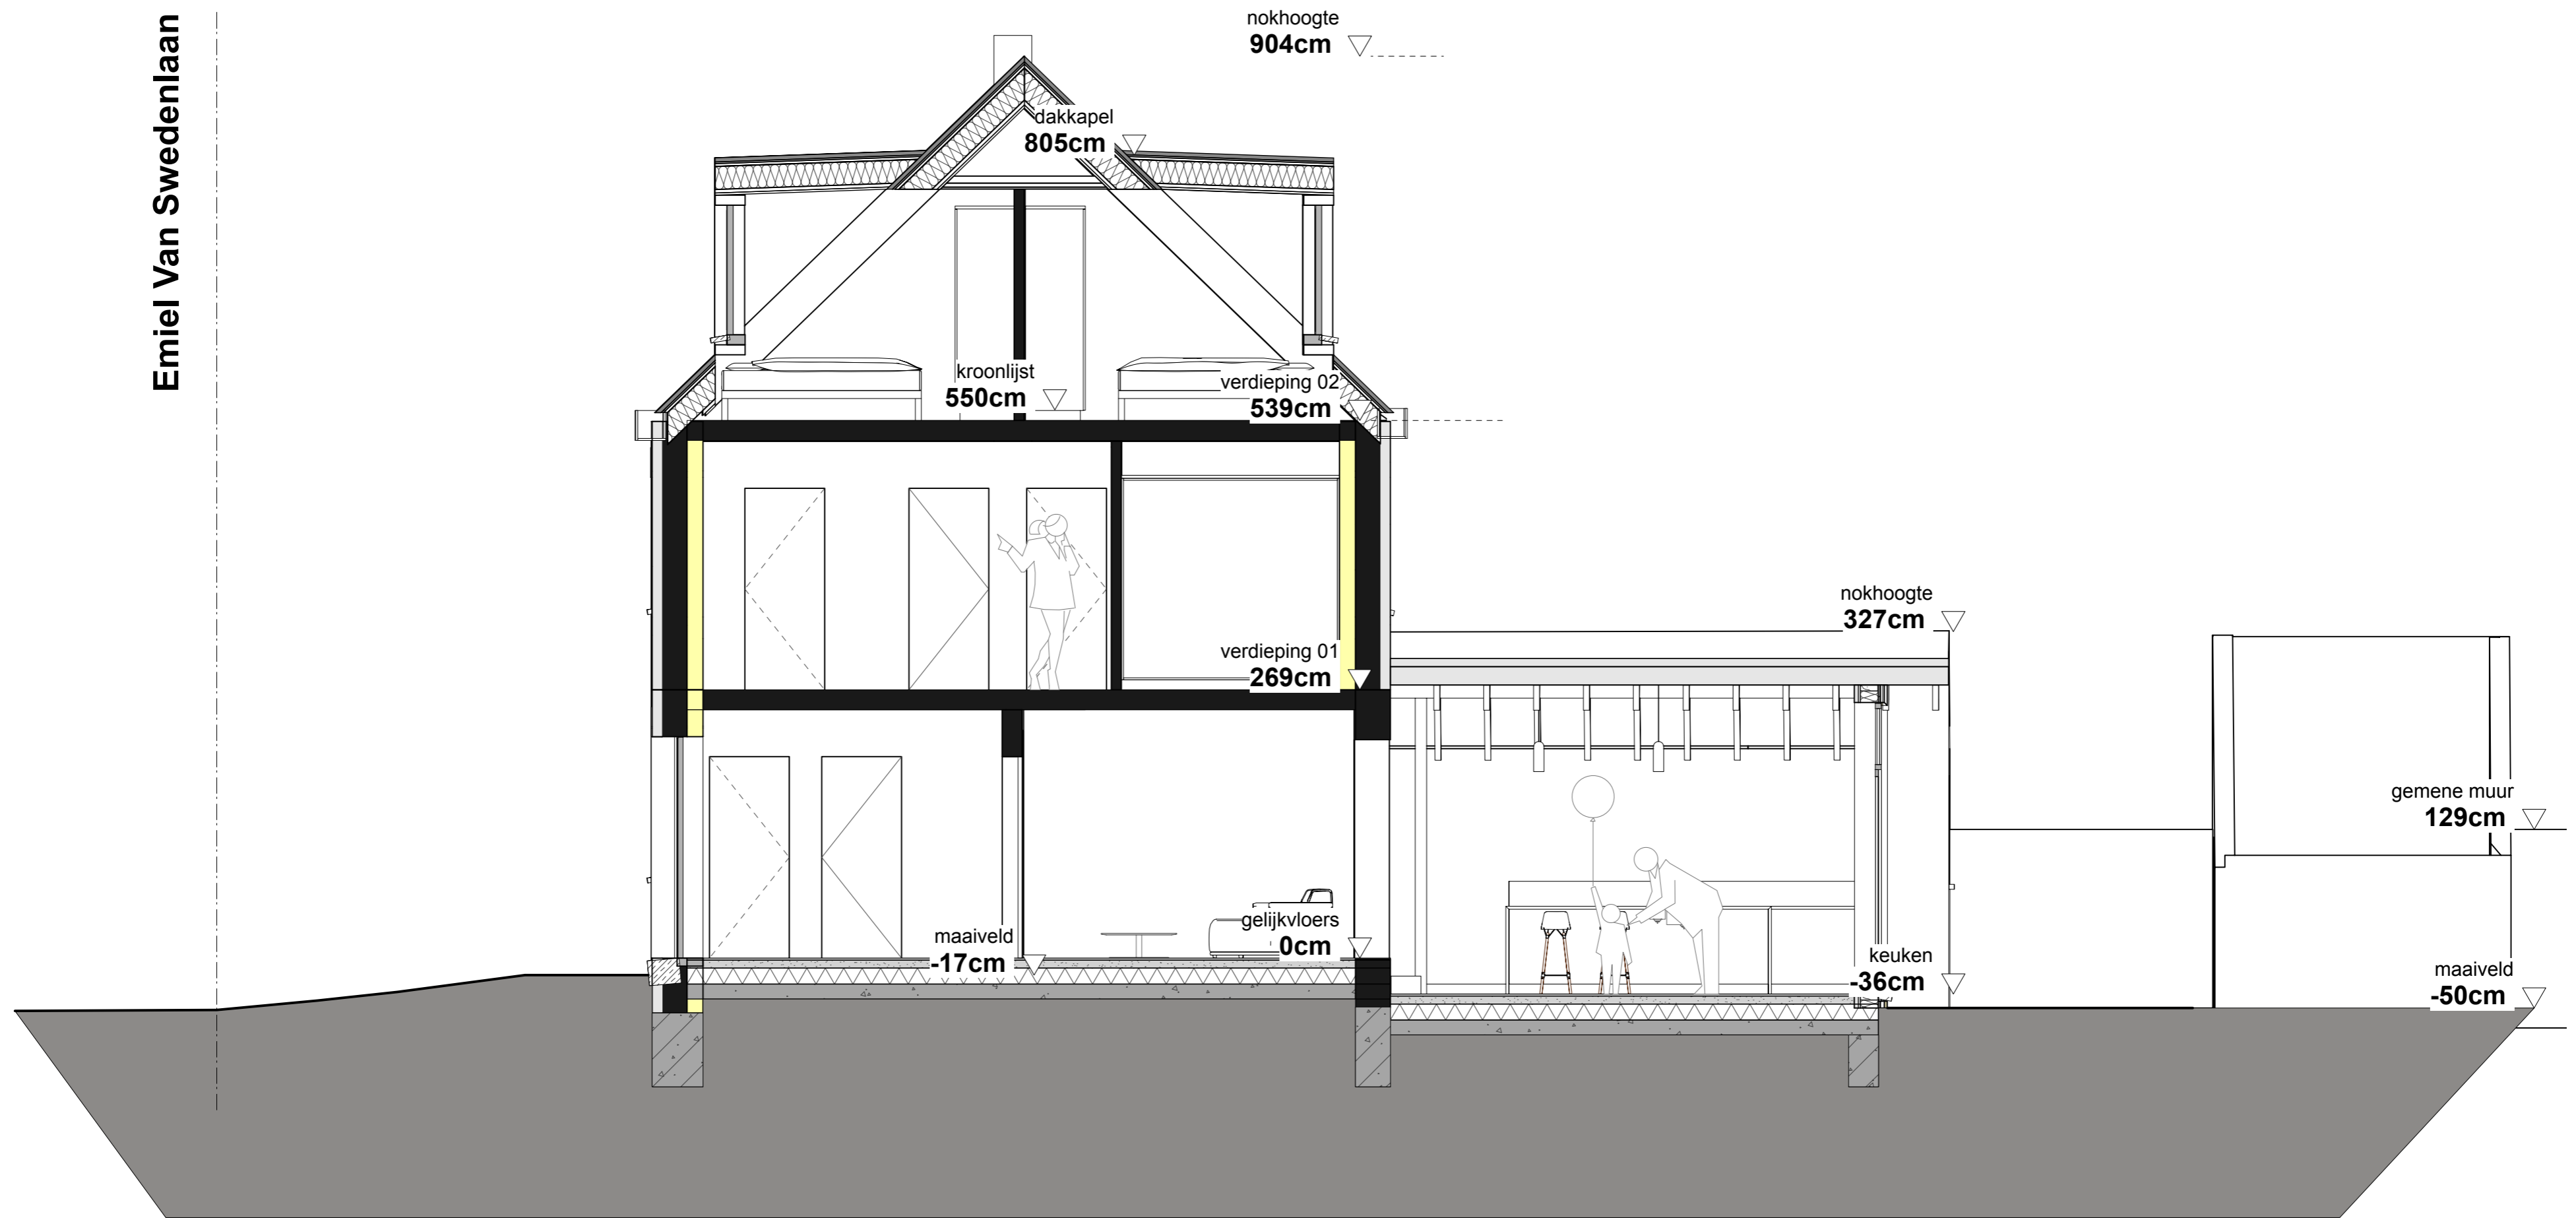 Emiel Van Swedenlaan
nokhoogte
904cm
dakkapel
805cm
kroonlijst
550cm
verdieping 02
539cm
nokhoogte
327cm
verdieping 01
269cm
gemene muur
129cm
gelijkvloers
0cm
maaiveld
-17cm
keuken
-36cm
maaiveld
-50cm